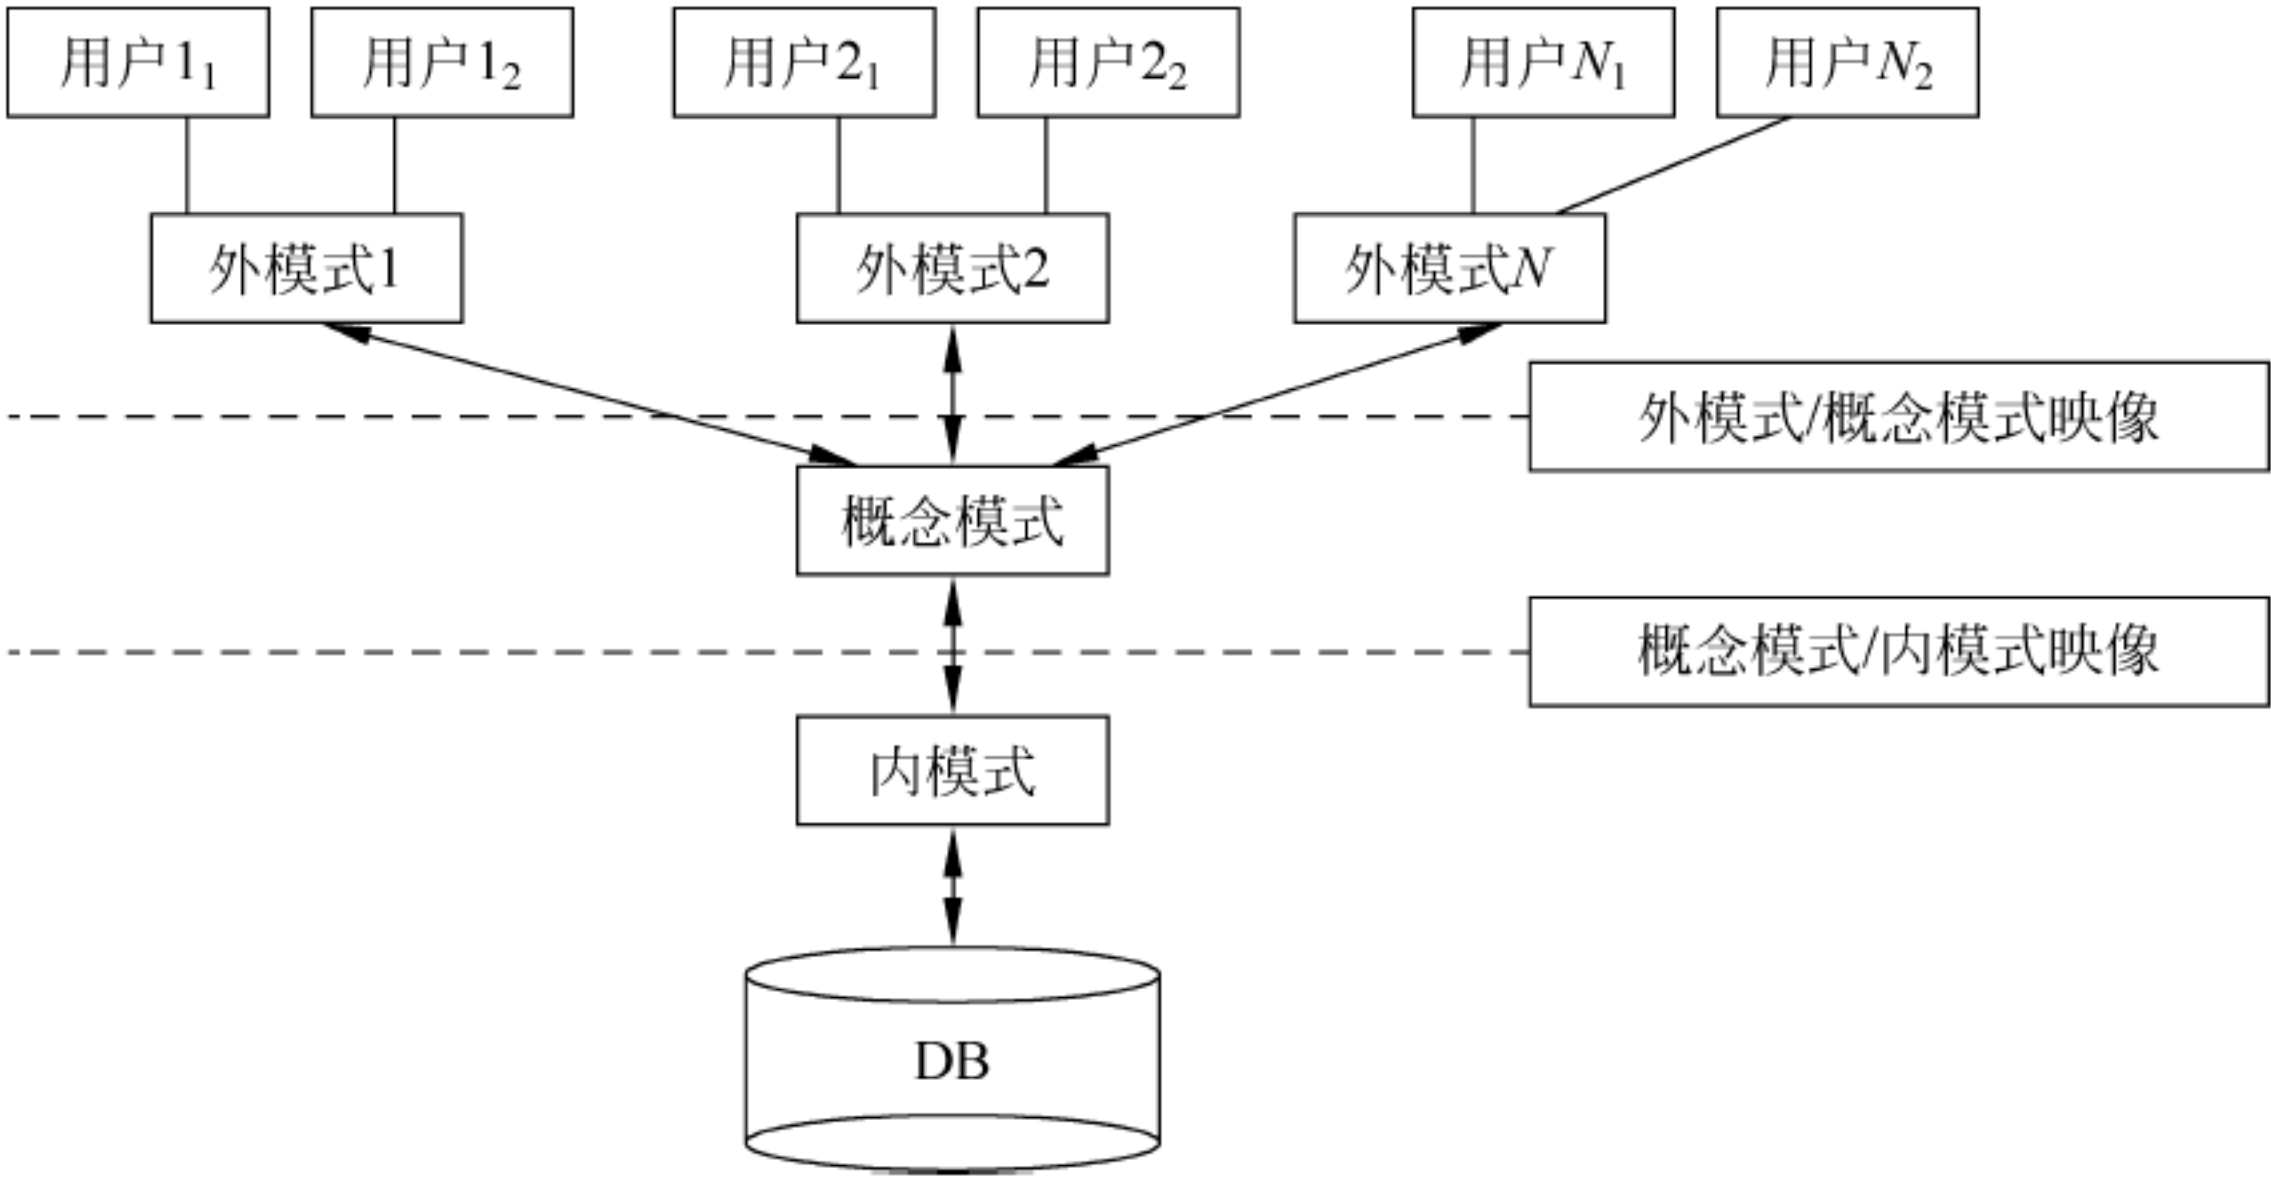 用户1₁ 用户1₂ 用户2₁ 用户2₂ 用户N₁ 用户N₂
外模式1 外模式2 外模式N
外模式/概念模式映像
概念模式
概念模式/内模式映像
内模式
DB